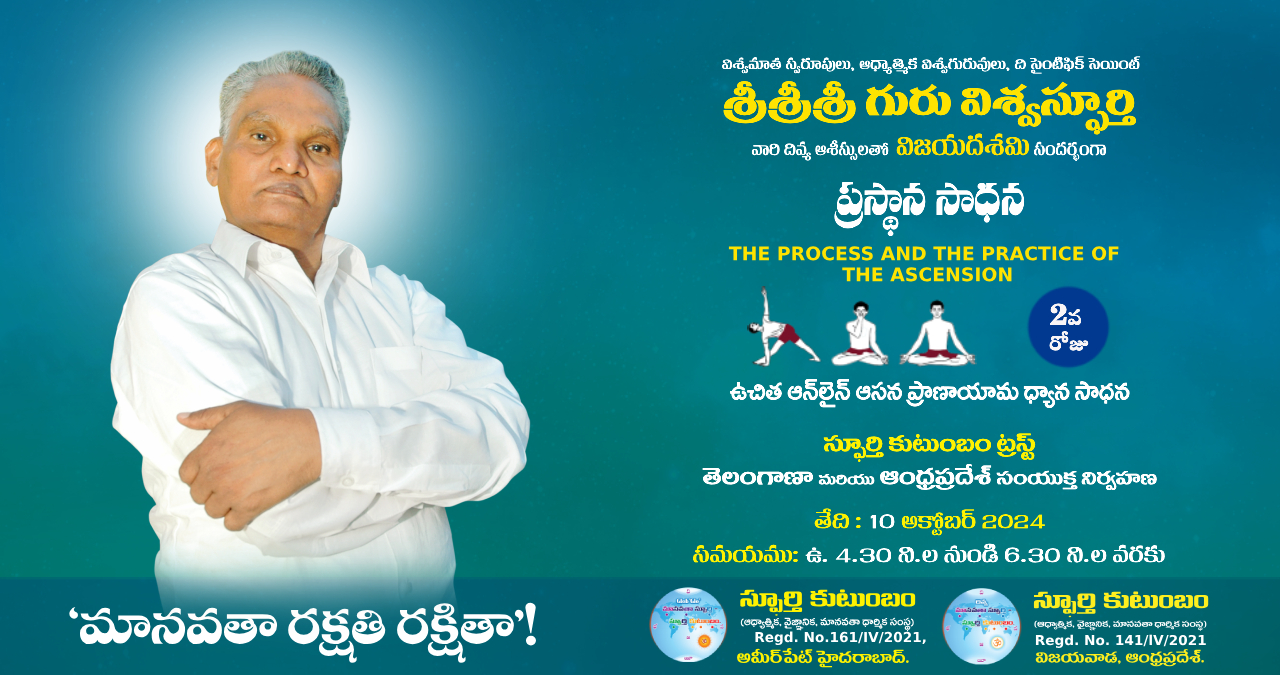 విశ్వమాత స్వరూపులు, ఆధ్యాత్మిక విశ్వగురువులు, ది సైంటిఫిక్ సెయింట్
శ్రీశ్రీశ్రీ గురు విశ్వస్ఫూర్తి
వారి దివ్య ఆశీస్సులతో విజయదశమి సందర్భంగా
ప్రస్థాన సాధన
THE PROCESS AND THE PRACTICE OF
THE ASCENSION
2వ
రోజు
ఉచిత ఆన్‌లైన్ ఆసన ప్రాణాయామ ధ్యాన సాధన
స్ఫూర్తి కుటుంబం ట్రస్ట్
తెలంగాణా మరియు ఆంధ్రప్రదేశ్ సంయుక్త నిర్వహణ
తేది : 10 అక్టోబర్ 2024
సమయము: ఉ. 4.30 ని.ల నుండి 6.30 ని.ల వరకు
‘మానవతా రక్షతి రక్షితా’!
స్ఫూర్తి కుటుంబం
(ఆధ్యాత్మిక, వైజ్ఞానిక, మానవతా ధార్మిక సంస్థ)
Regd. No.161/IV/2021,
అమీర్‌పేట్ హైదరాబాద్.
స్ఫూర్తి కుటుంబం
(ఆధ్యాత్మిక, వైజ్ఞానిక, మానవతా ధార్మిక సంస్థ)
Regd. No. 141/IV/2021
విజయవాడ, ఆంధ్రప్రదేశ్.